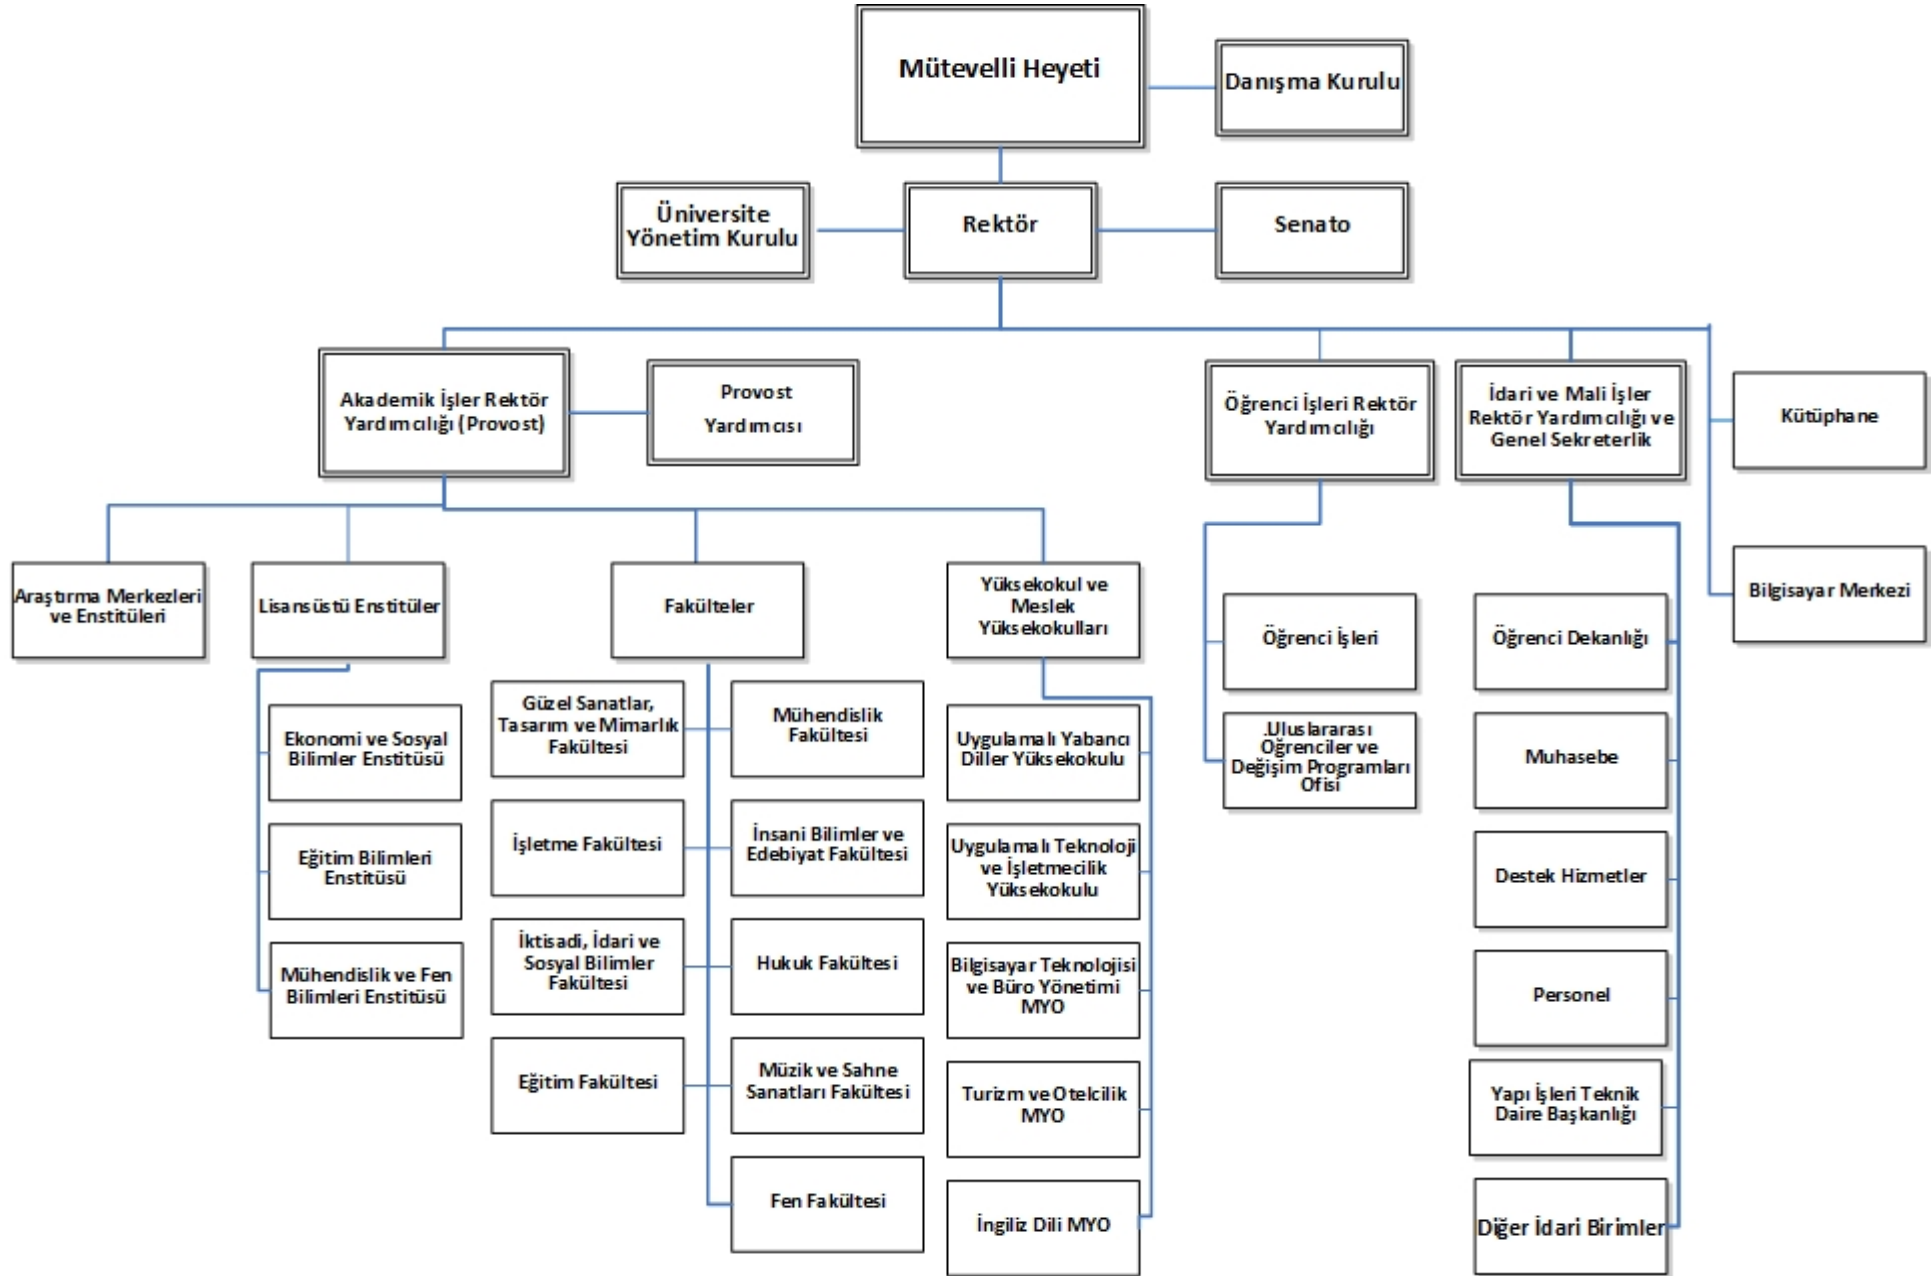 Mütevelli Heyeti
Danışma Kurulu
Üniversite
Yönetim Kurulu
Rektör
Senato
Akademik İşler Rektör
Yardımcılığı (Provost)
Provost
Yardımcısı
Öğrenci İşleri Rektör
Yardımcılığı
İdari ve Mali İşler
Rektör Yardımcılığı ve
Genel Sekreterlik
Kütüphane
Bilgisayar Merkezi
Araştırma Merkezleri
ve Enstitüleri
Lisansüstü Enstitüler
Fakülteler
Yüksekokul ve
Meslek
Yüksekokulları
Ekonomi ve Sosyal
Bilimler Enstitüsü
Eğitim Bilimleri
Enstitüsü
Mühendislik ve Fen
Bilimleri Enstitüsü
Güzel Sanatlar,
Tasarım ve Mimarlık
Fakültesi
Mühendislik
Fakültesi
İşletme Fakültesi
İnsani Bilimler ve
Edebiyat Fakültesi
İktisadi, İdari ve
Sosyal Bilimler
Fakültesi
Hukuk Fakültesi
Eğitim Fakültesi
Müzik ve Sahne
Sanatları Fakültesi
Fen Fakültesi
Uygulamalı Yabancı
Diller Yüksekokulu
Uygulamalı Teknoloji
ve İşletmecilik
Yüksekokulu
Bilgisayar Teknolojisi
ve Büro Yönetimi
MYO
Turizm ve Otelcilik
MYO
İngiliz Dili MYO
Öğrenci İşleri
.Uluslararası
Öğrenciler ve
Değişim Programları
Ofisi
Öğrenci Dekanlığı
Muhasebe
Destek Hizmetler
Personel
Yapı İşleri Teknik
Daire Başkanlığı
Diğer İdari Birimler